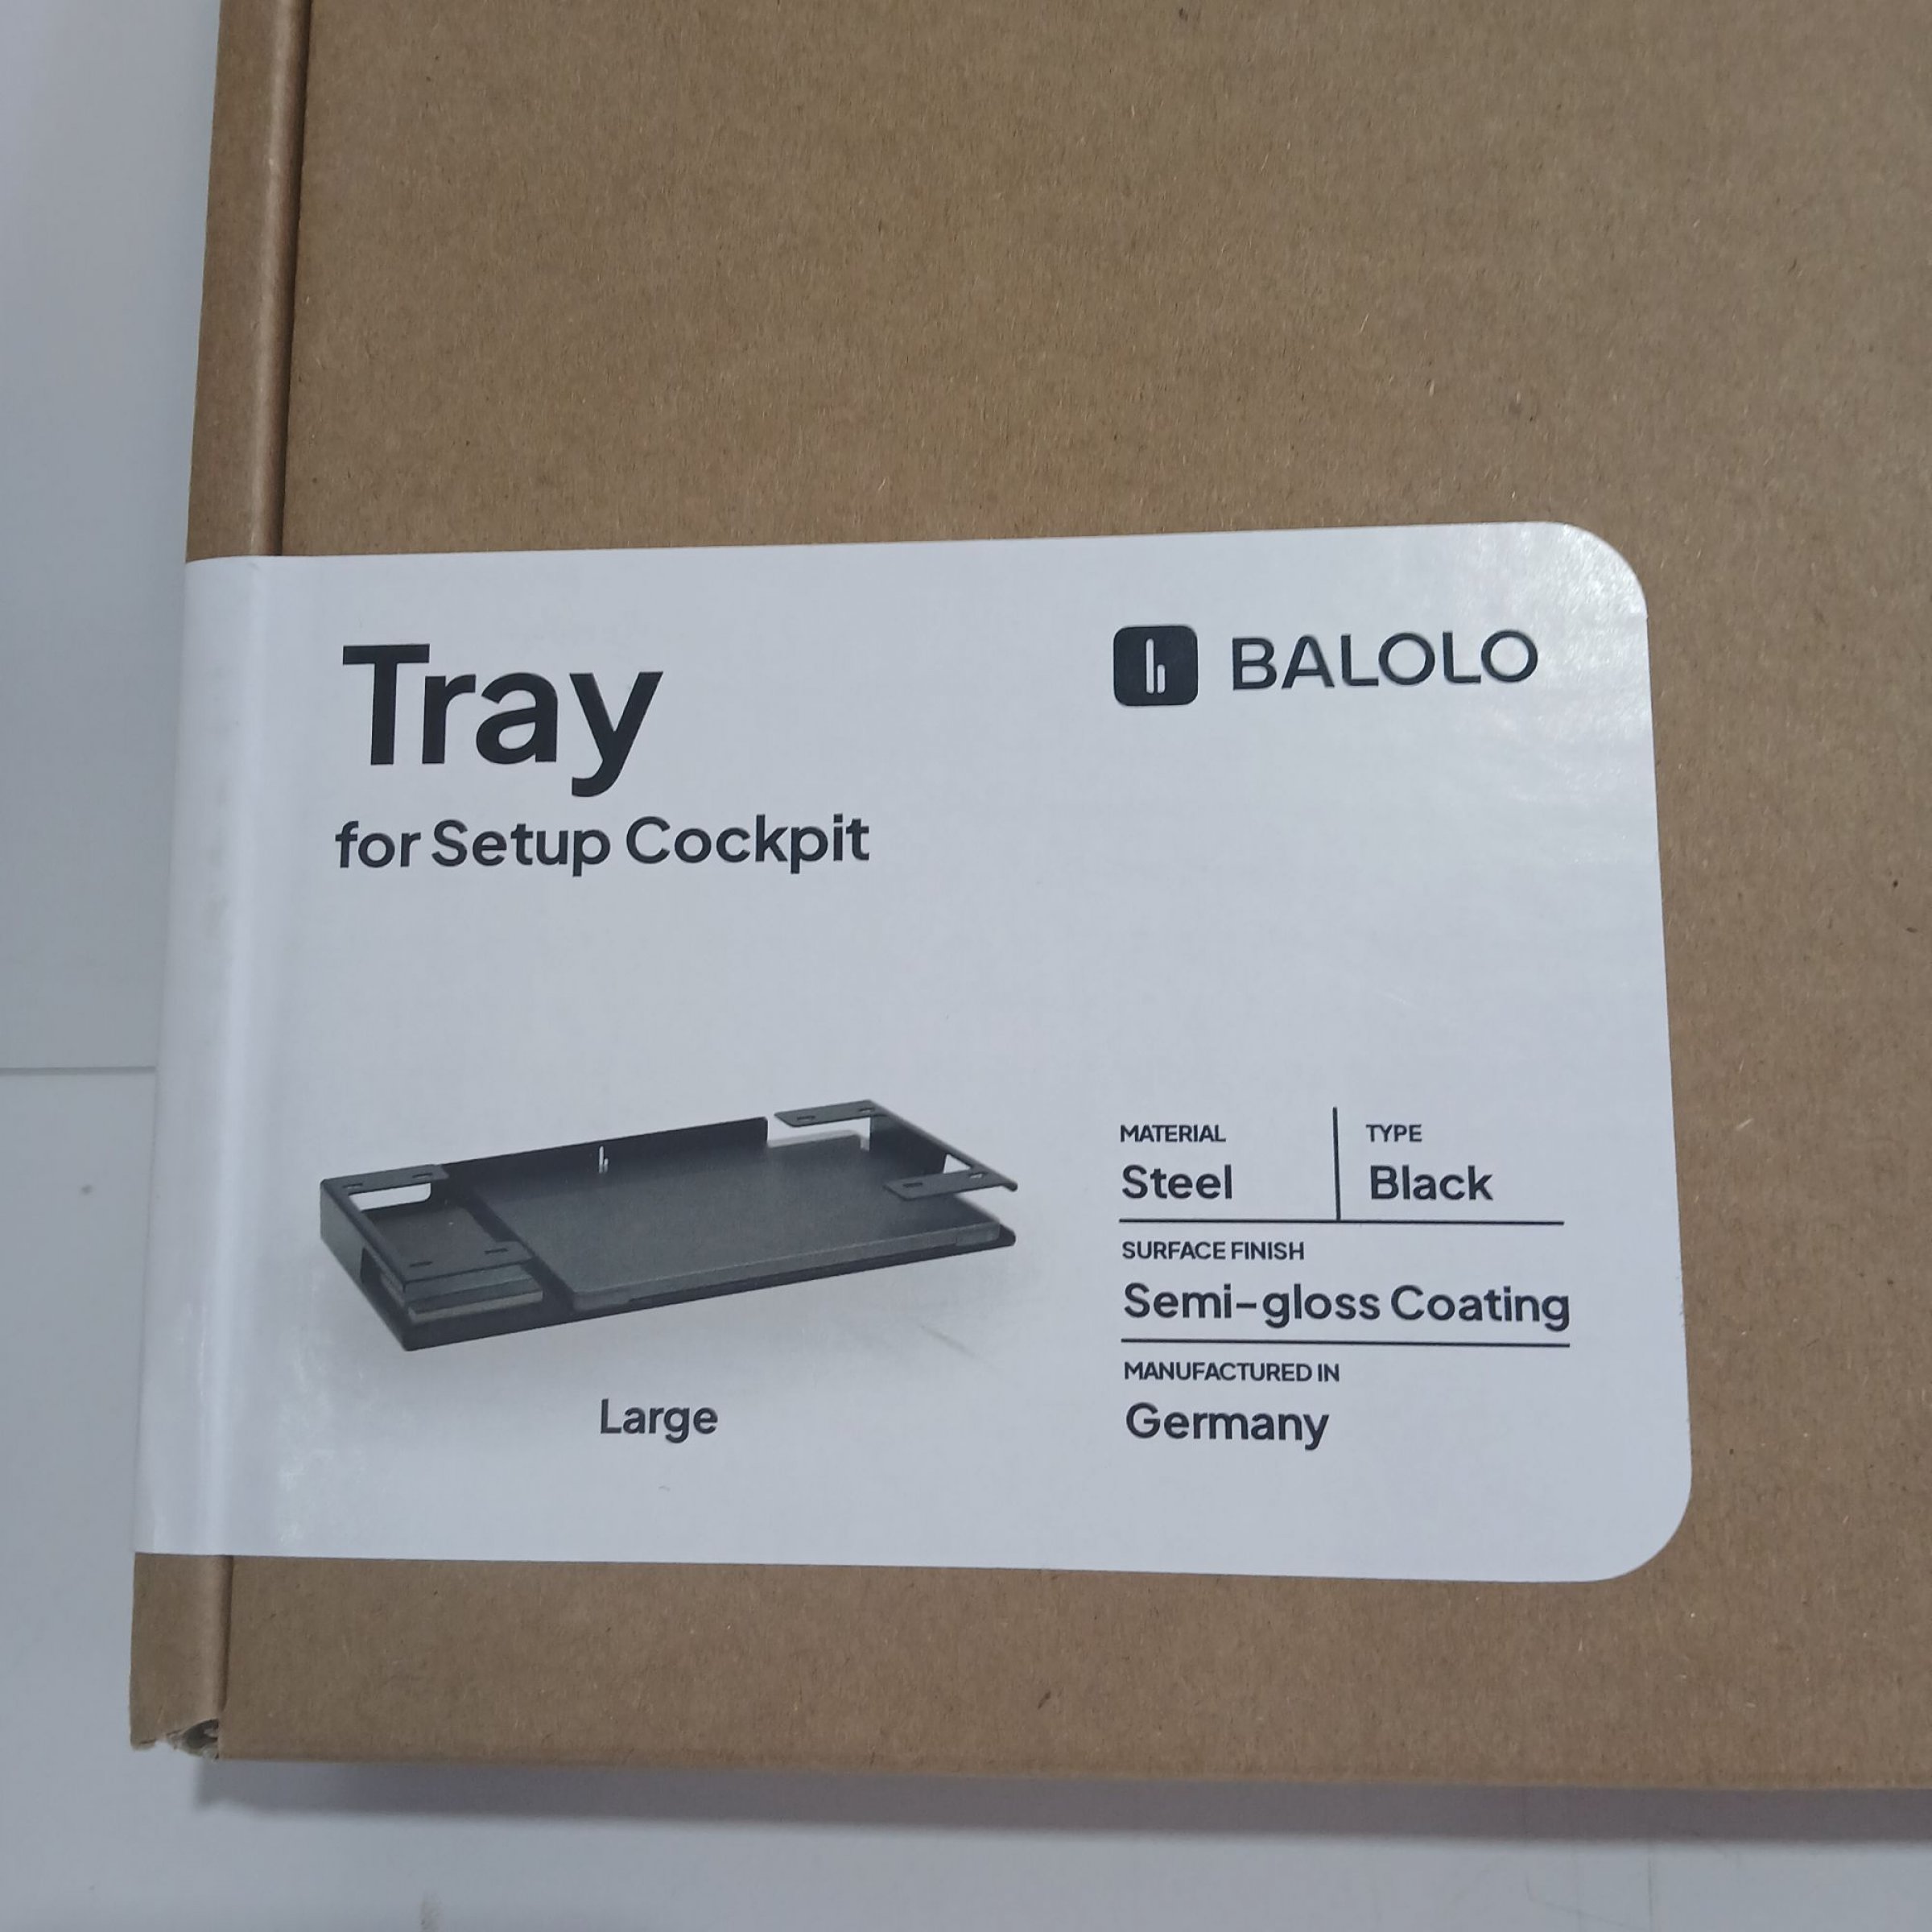 Tray
for Setup Cockpit
BALOLO
Large
MATERIAL
Steel
TYPE
Black
SURFACE FINISH
Semi-gloss Coating
MANUFACTURED IN
Germany